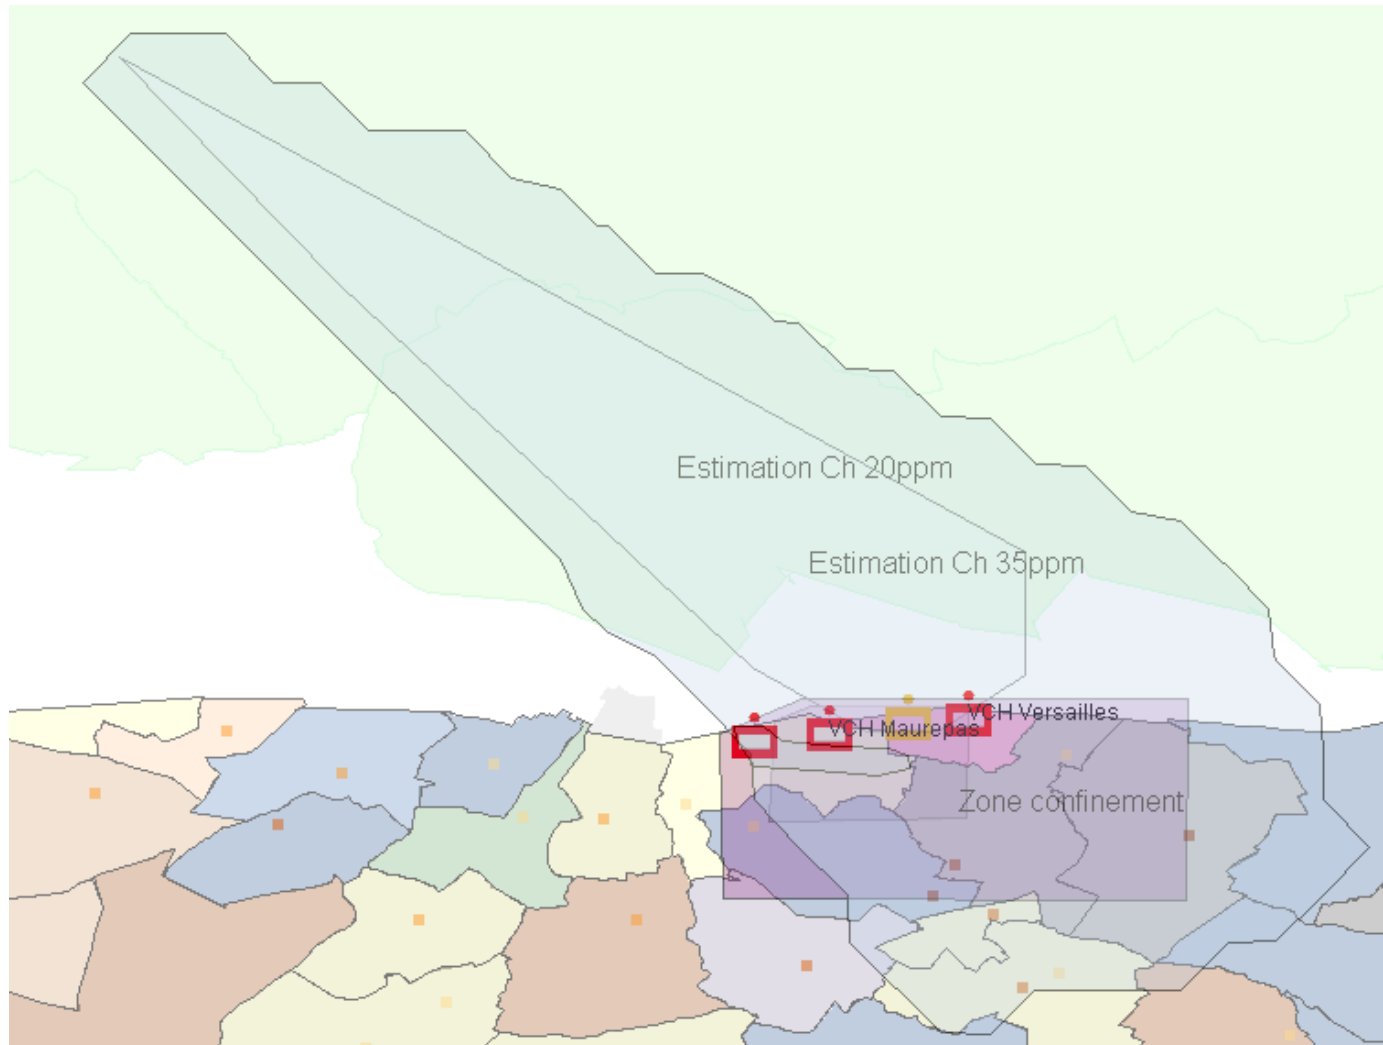 Estimation Ch 20ppm
Estimation Ch 35ppm
VCH Versailles
VCH Maurepas
Zone confinement